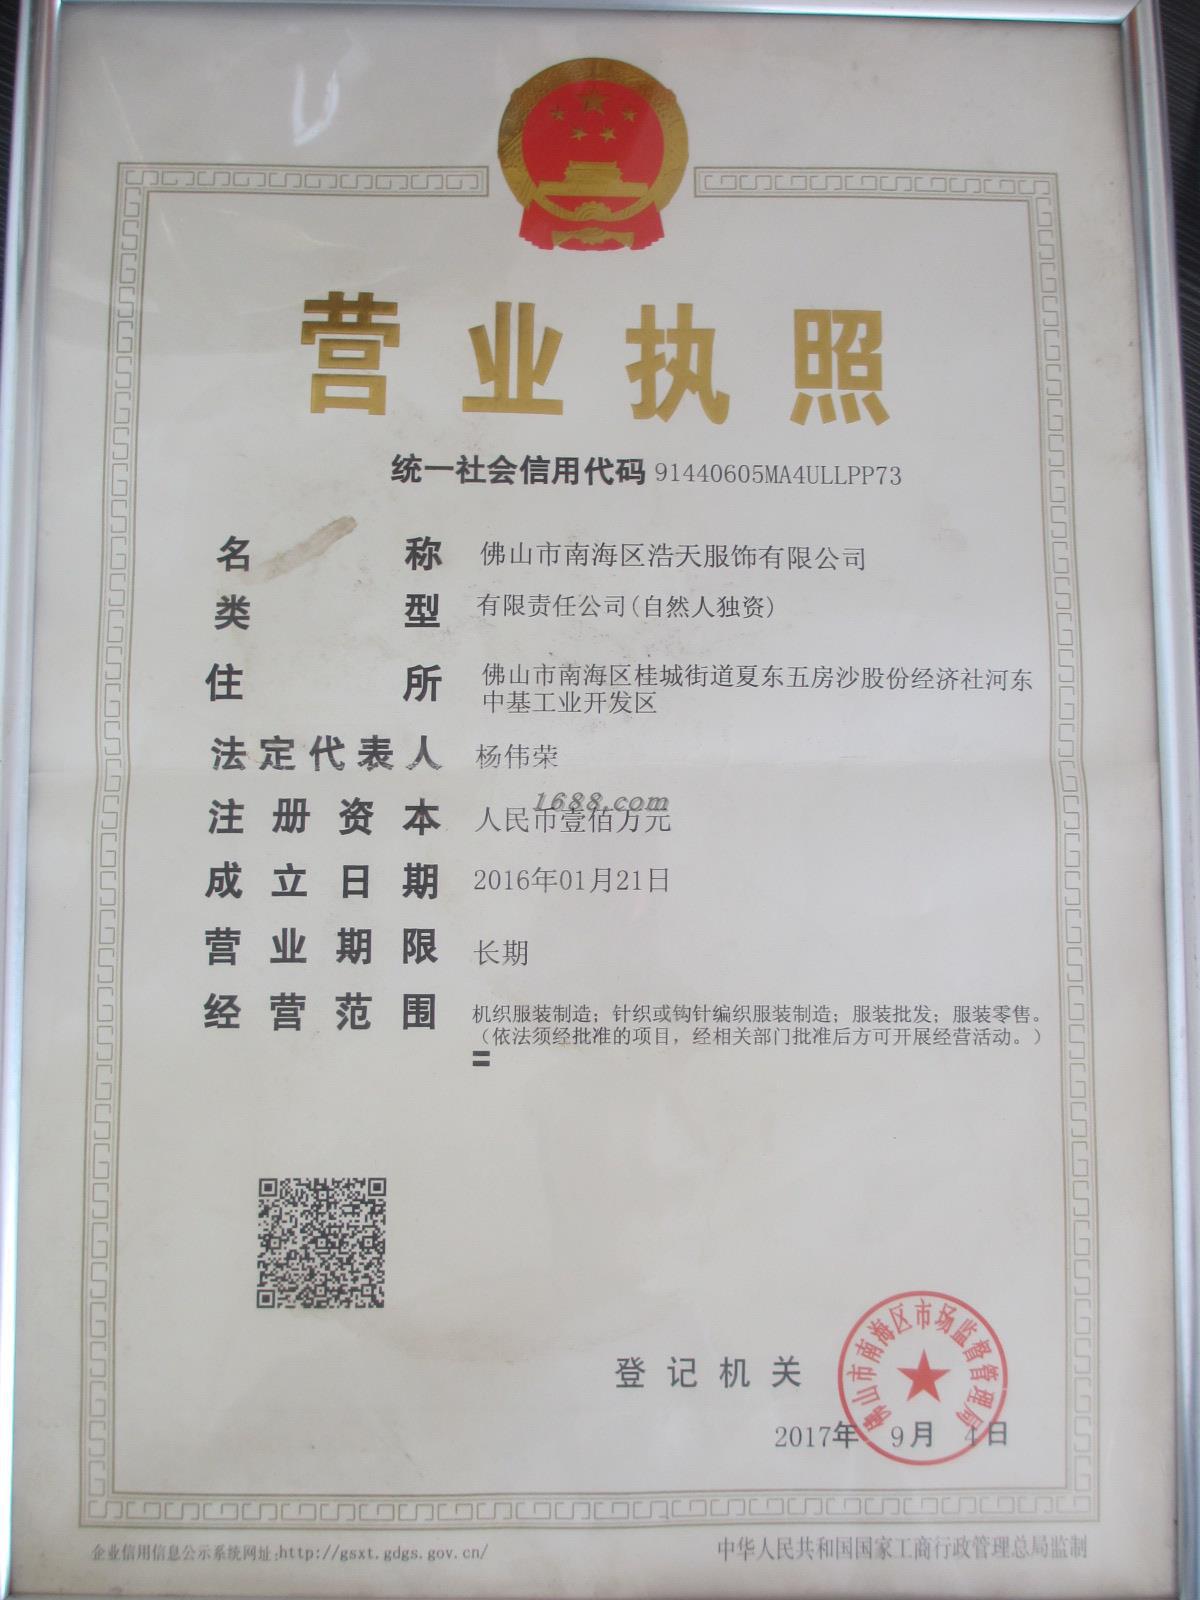 营业执照
统一社会信用代码 91440605MA4ULLPP73
名称 佛山市南海区浩天服饰有限公司
类型 有限责任公司(自然人独资)
住所 佛山市南海区桂城街道夏东五房沙股份经济社河东
中基工业开发区
法定代表人 杨伟荣
1688.com
注册资本 人民币壹佰万元
成立日期 2016年01月21日
营业期限 长期
经营范围 机织服装制造；针织或钩针编织服装制造；服装批发；服装零售。
（依法须经批准的项目，经相关部门批准后方可开展经营活动。）
〓
佛山市南海区市场监督管理局
登记机关
2017年 9月 4日
企业信用信息公示系统网址:http://gsxt.gdgs.gov.cn/
中华人民共和国国家工商行政管理总局监制